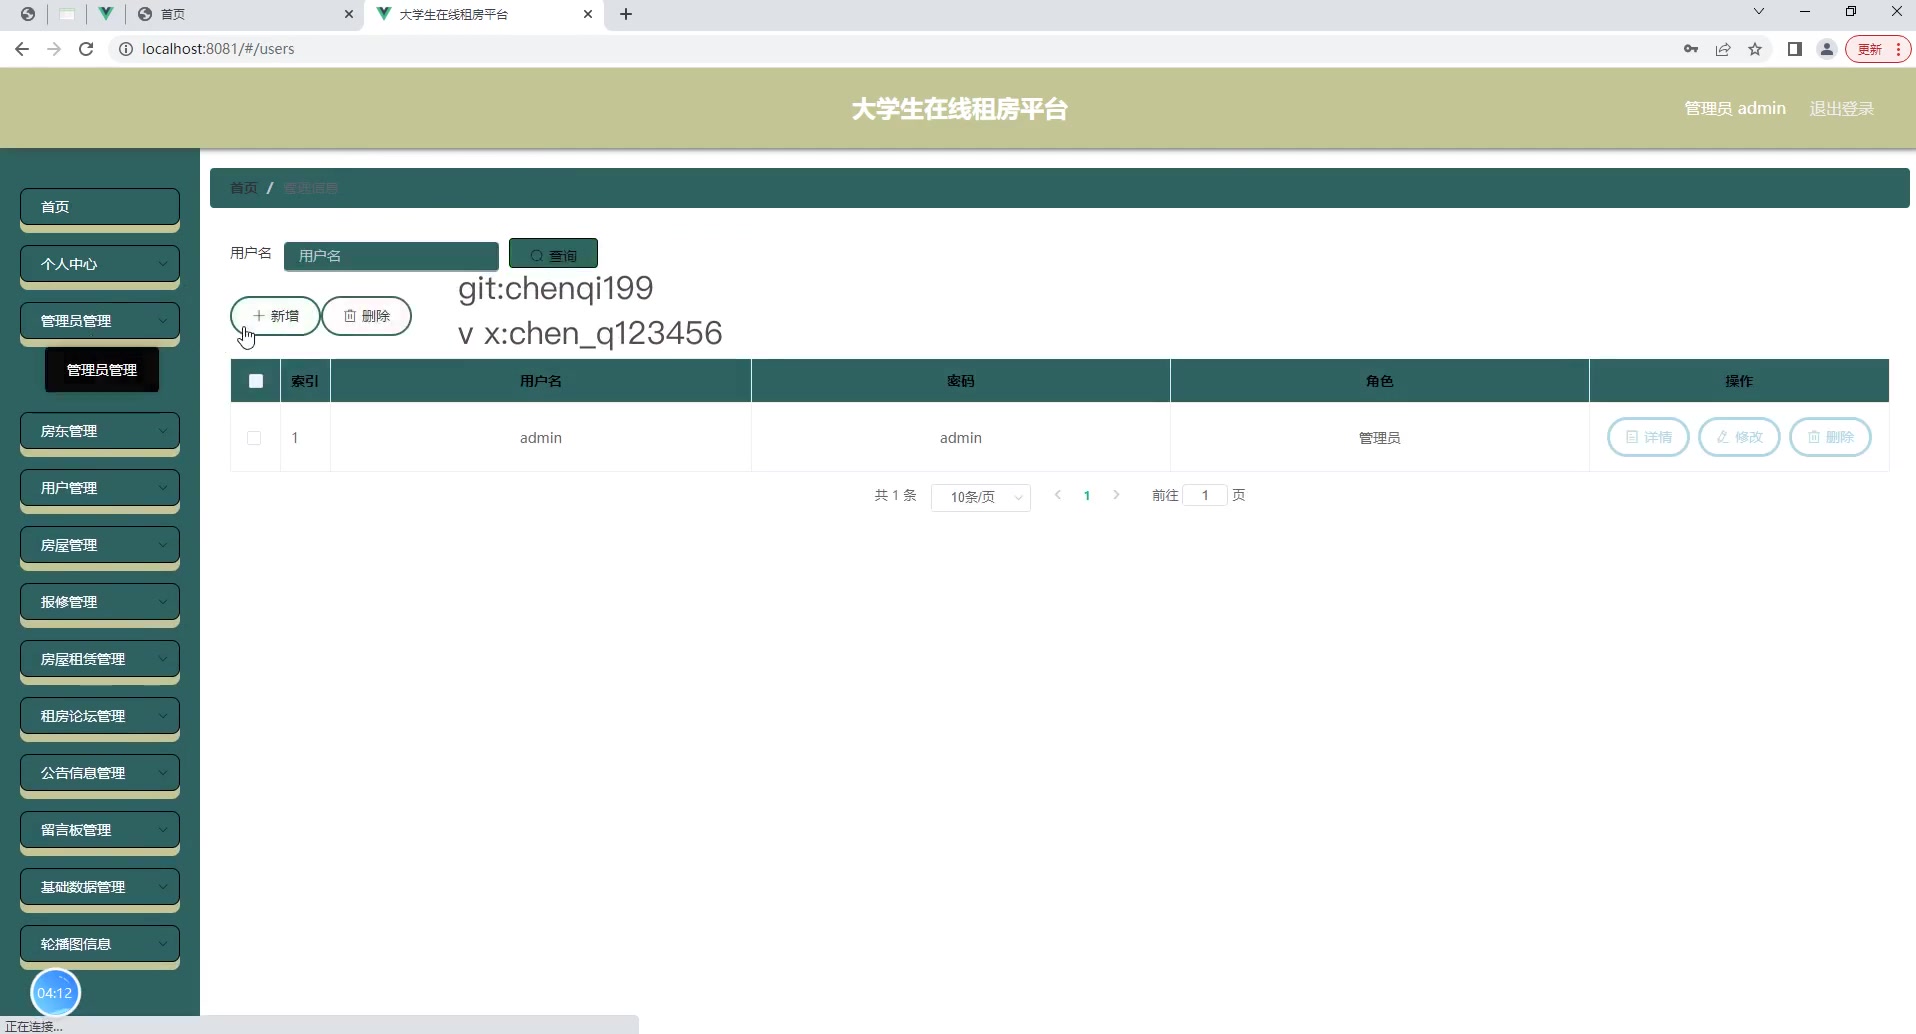 首页
大学生在线租房平台
localhost:8081/#/users
更新
大学生在线租房平台
管理员 admin
退出登录
首页
个人中心
管理员管理
管理员管理
房东管理
用户管理
房屋管理
报修管理
房屋租赁管理
租房论坛管理
公告信息管理
留言板管理
基础数据管理
轮播图信息
首页 / 管理信息
用户名
用户名
查询
git:chenqi199
v x:chen_q123456
新增
删除
索引 用户名 密码 角色 操作
1 admin admin 管理员 详情 修改 删除
共 1 条 10条/页 1 前往 1 页
04:12
正在连接...